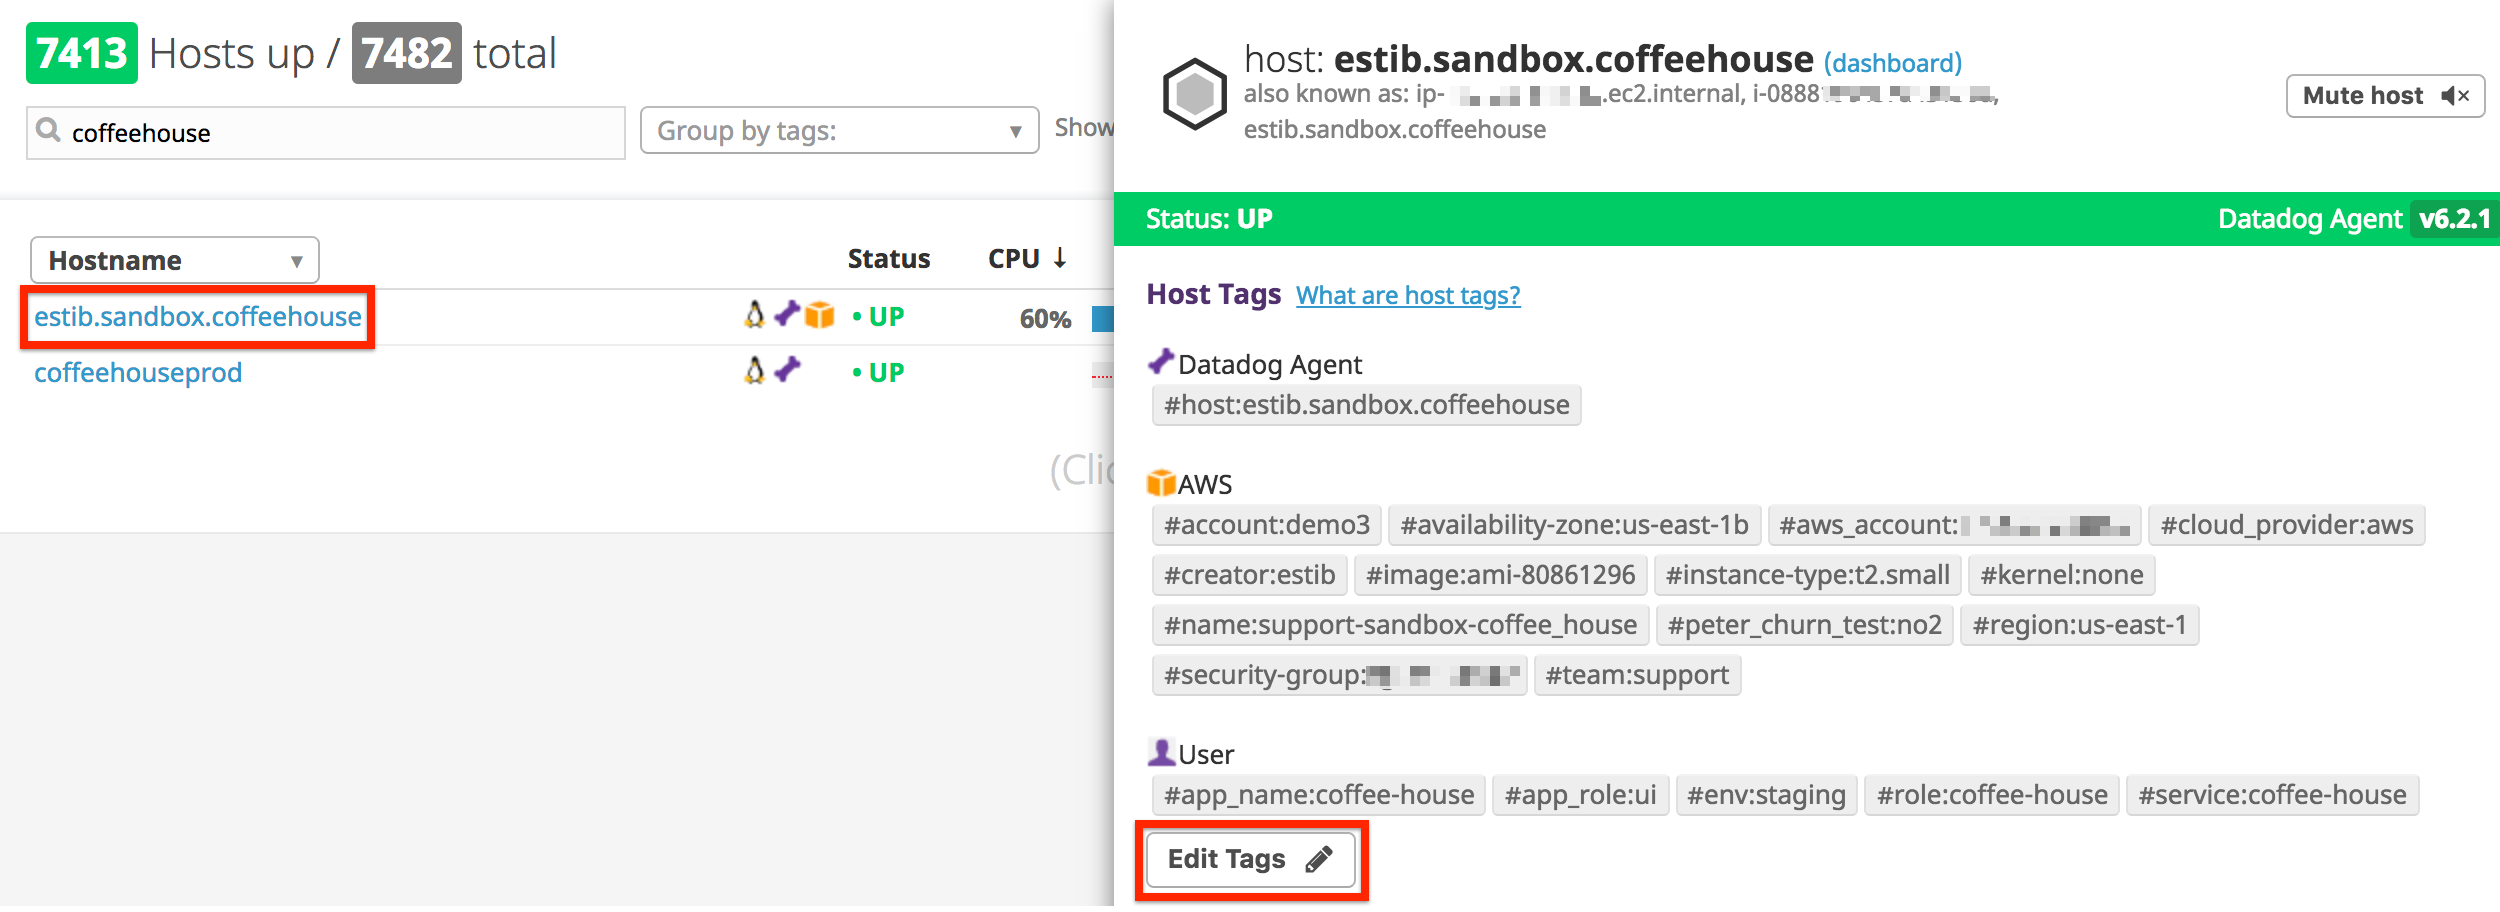 7413 Hosts up / 7482 total
coffeehouse
Group by tags:
Show
Hostname
Status
CPU ↓
estib.sandbox.coffeehouse
• UP
60%
coffeehouseprod
• UP
(Clic
host: estib.sandbox.coffeehouse (dashboard)
also known as: ip- .ec2.internal, i-0888
estib.sandbox.coffeehouse
Mute host
Status: UP
Datadog Agent v6.2.1
Host Tags What are host tags?
Datadog Agent
#host:estib.sandbox.coffeehouse
AWS
#account:demo3 #availability-zone:us-east-1b #aws_account: #cloud_provider:aws
#creator:estib #image:ami-80861296 #instance-type:t2.small #kernel:none
#name:support-sandbox-coffee_house #peter_churn_test:no2 #region:us-east-1
#security-group: #team:support
User
#app_name:coffee-house #app_role:ui #env:staging #role:coffee-house #service:coffee-house
Edit Tags